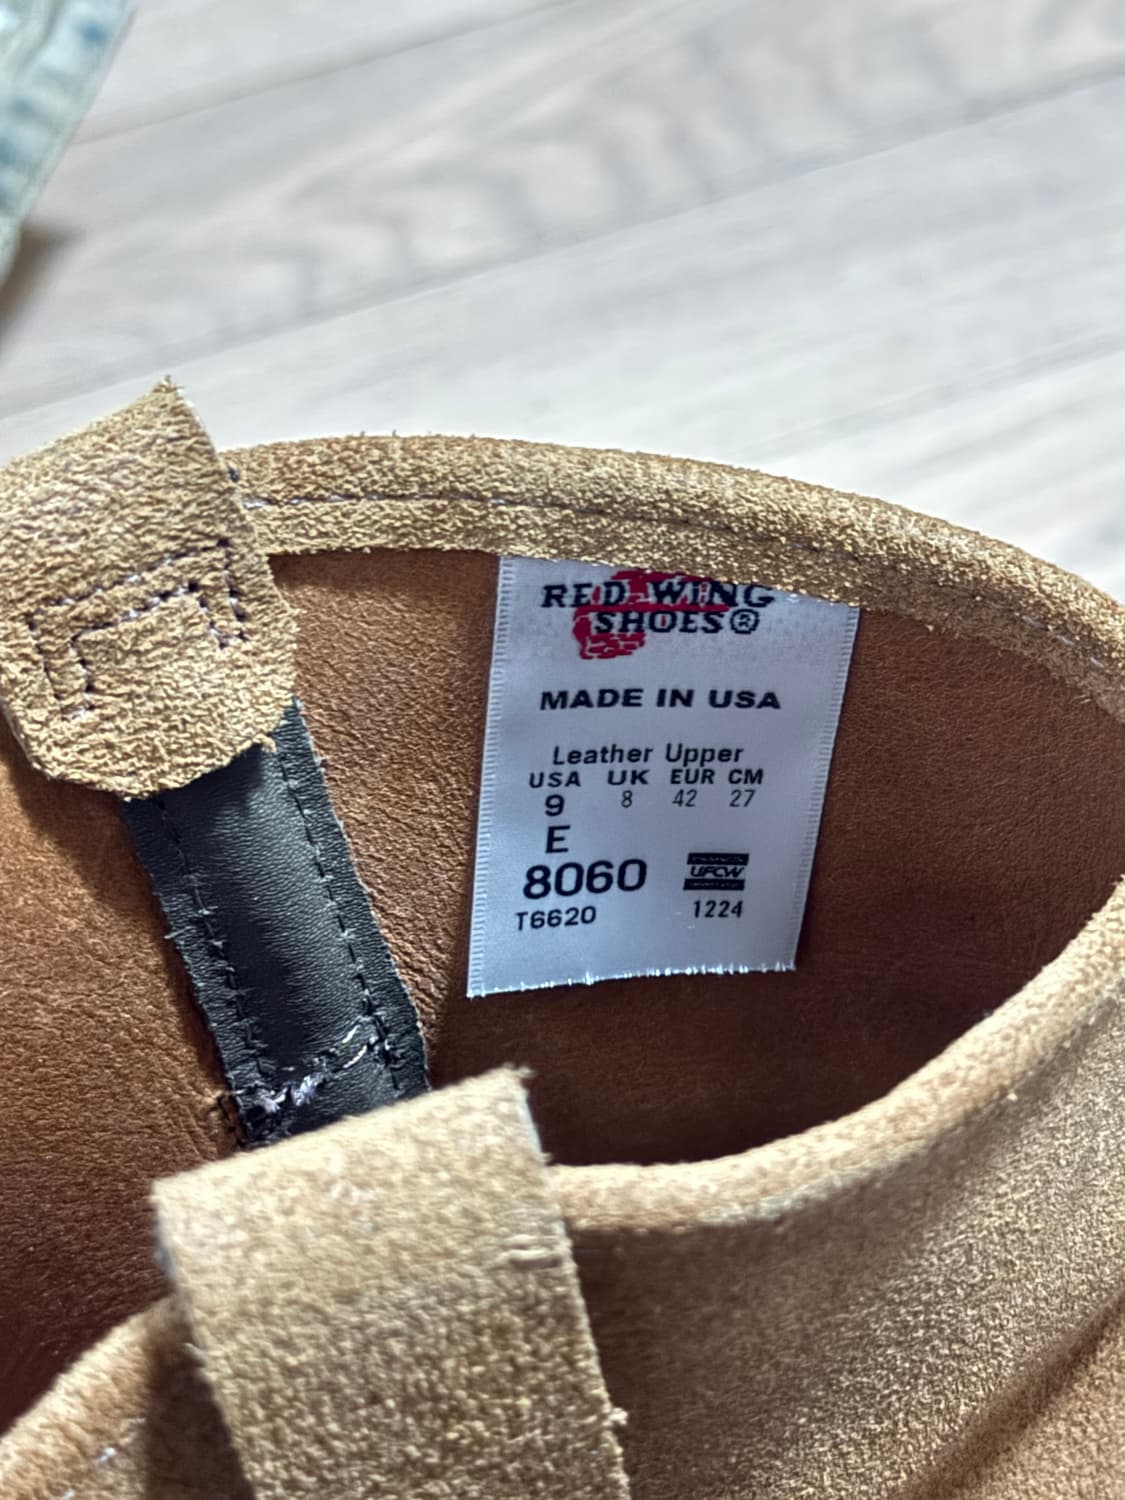 RED WING
SHOES®
MADE IN USA
Leather Upper
USA UK EUR CM
9 8 42 27
E
8060
UFCW
T6620 1224